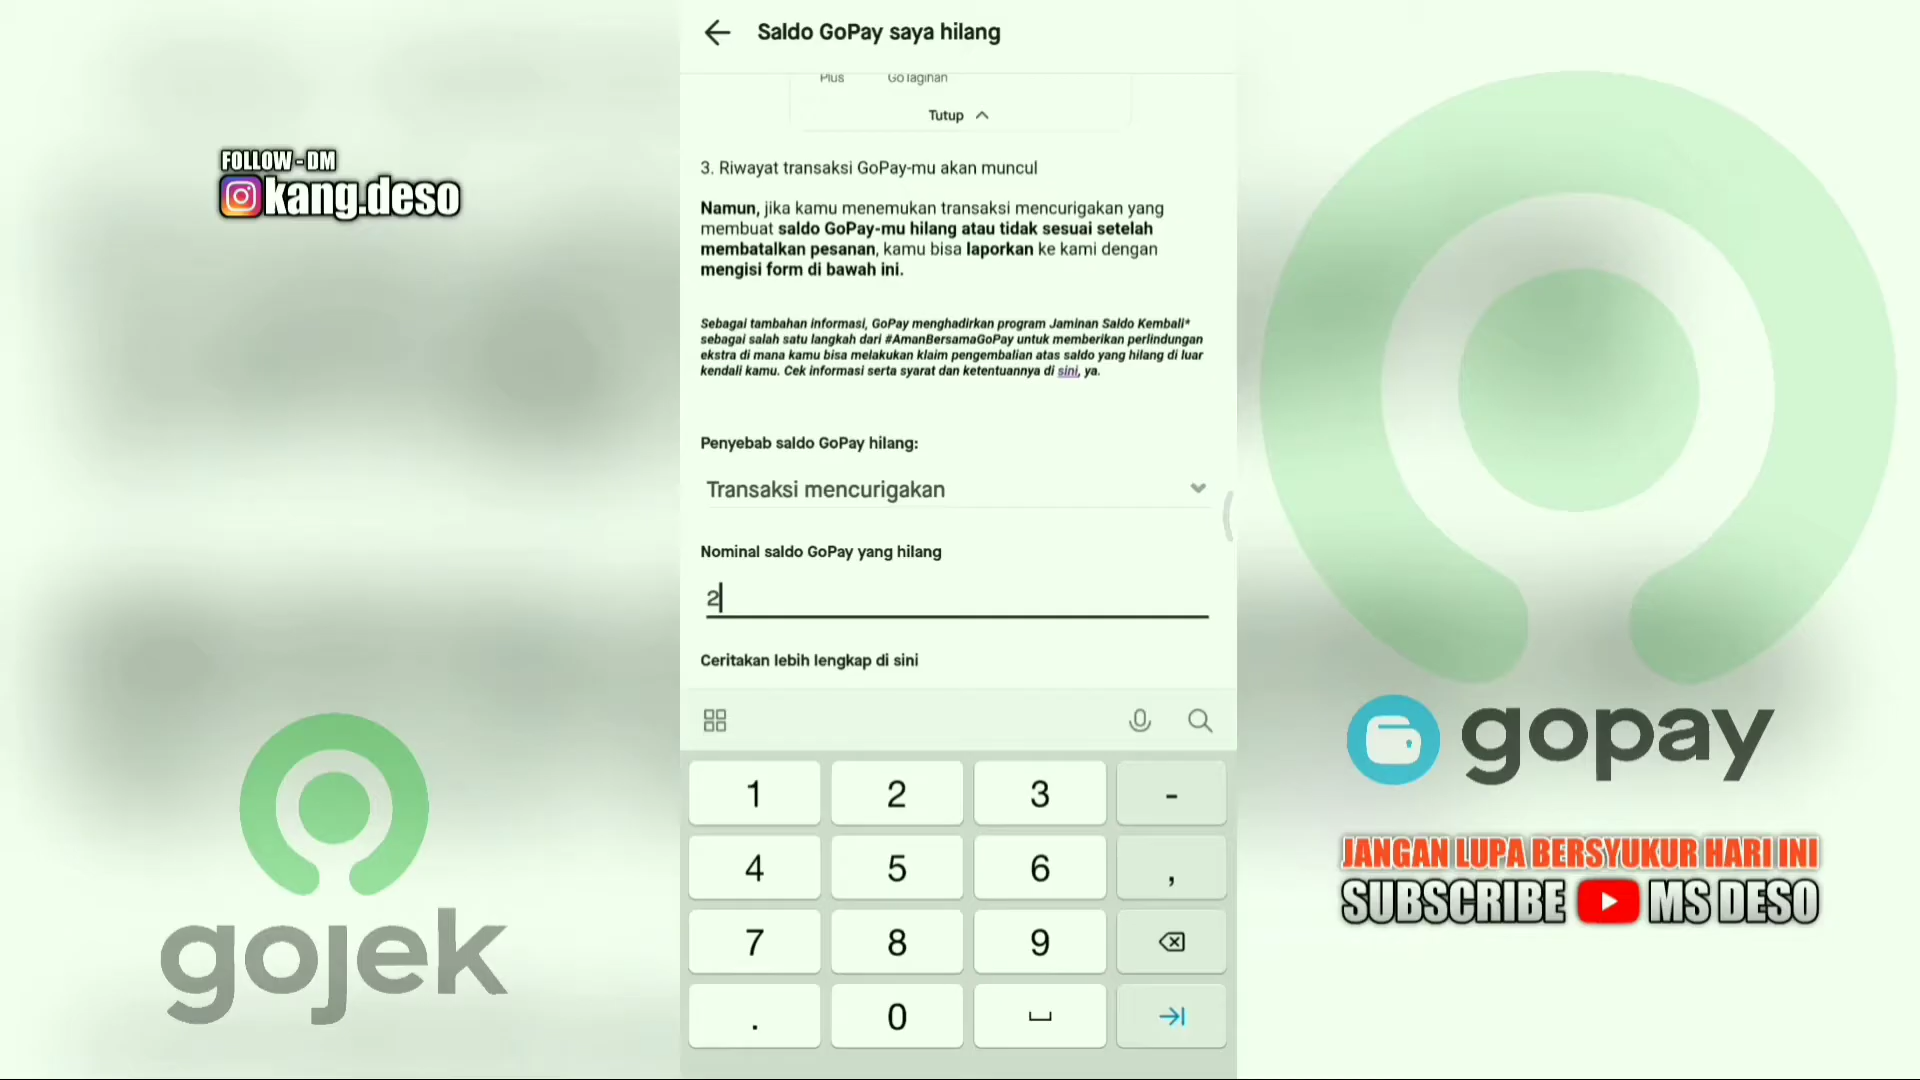 FOLLOW - DM
kang.deso
gojek
Saldo GoPay saya hilang
Plus GoTagihan
Tutup
3. Riwayat transaksi GoPay-mu akan muncul
Namun, jika kamu menemukan transaksi mencurigakan yang
membuat saldo GoPay-mu hilang atau tidak sesuai setelah
membatalkan pesanan, kamu bisa laporkan ke kami dengan
mengisi form di bawah ini.
Sebagai tambahan informasi, GoPay menghadirkan program Jaminan Saldo Kembali*
sebagai salah satu langkah dari #AmanBersamaGoPay untuk memberikan perlindungan
ekstra di mana kamu bisa melakukan klaim pengembalian atas saldo yang hilang di luar
kendali kamu. Cek informasi serta syarat dan ketentuannya di sini, ya.
Penyebab saldo GoPay hilang:
Transaksi mencurigakan
Nominal saldo GoPay yang hilang
2
Ceritakan lebih lengkap di sini
1 2 3 -
4 5 6 ,
7 8 9
. 0
gopay
JANGAN LUPA BERSYUKUR HARI INI
SUBSCRIBE MS DESO